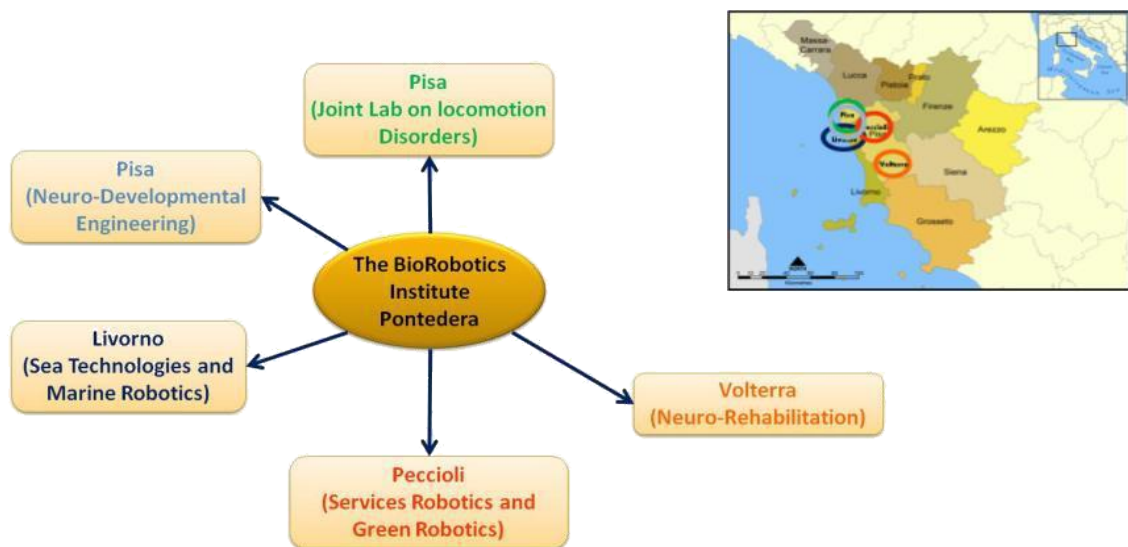 Pisa
(Joint Lab on locomotion
Disorders)
Pisa
(Neuro-Developmental
Engineering)
The BioRobotics
Institute
Pontedera
Livorno
(Sea Technologies and
Marine Robotics)
Volterra
(Neuro-Rehabilitation)
Peccioli
(Services Robotics and
Green Robotics)
Massa-
Carrara
Lucca
Pistoia
Prato
Firenze
Pisa
Arezzo
Volterra
Siena
Livorno
Grosseto